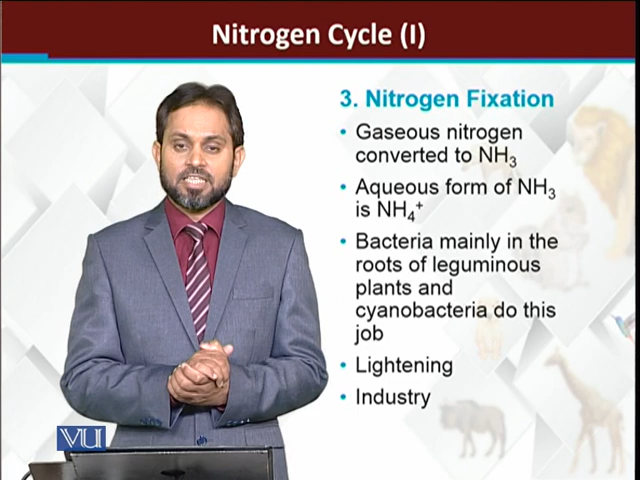 Nitrogen Cycle (I)
3. Nitrogen Fixation
• Gaseous nitrogen
converted to NH₃
• Aqueous form of NH₃
is NH₄⁺
• Bacteria mainly in the
roots of leguminous
plants and
cyanobacteria do this
job
• Lightening
• Industry
VU